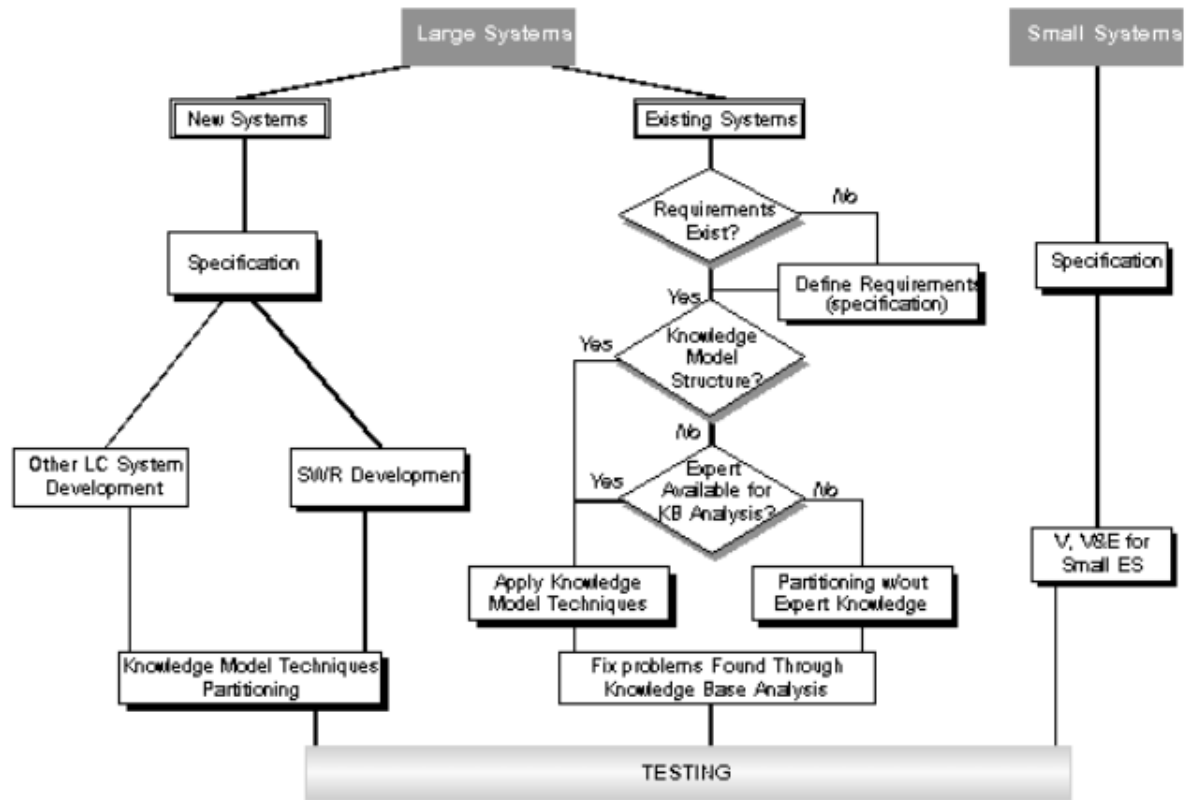 Large Systems
Small Systems
New Systems
Existing Systems
Requirements
Exist?
No
Specification
Specification
Define Requirements
(specification)
Yes
Yes
Knowledge
Model
Structure?
No
Other LC System
Development
SWR Development
Yes
Expert
Available for
KB Analysis?
No
V, V&E for
Small ES
Apply Knowledge
Model Techniques
Partitioning w/out
Expert Knowledge
Knowledge Model Techniques
Partitioning
Fix problems Found Through
Knowledge Base Analysis
TESTING